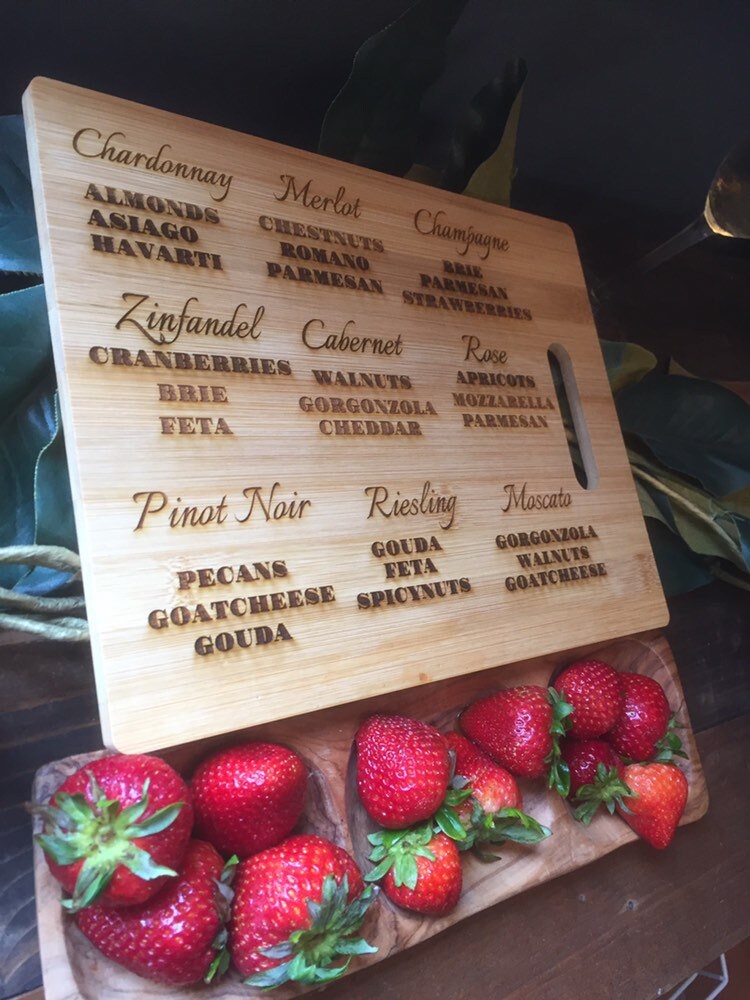 Chardonnay
ALMONDS
ASIAGO
HAVARTI
Merlot
CHESTNUTS
ROMANO
PARMESAN
Champagne
BRIE
PARMESAN
STRAWBERRIES
Zinfandel
CRANBERRIES
BRIE
FETA
Cabernet
WALNUTS
GORGONZOLA
CHEDDAR
Rose
APRICOTS
MOZZARELLA
PARMESAN
Pinot Noir
PECANS
GOATCHEESE
GOUDA
Riesling
GOUDA
FETA
SPICYNUTS
Moscato
GORGONZOLA
WALNUTS
GOATCHEESE